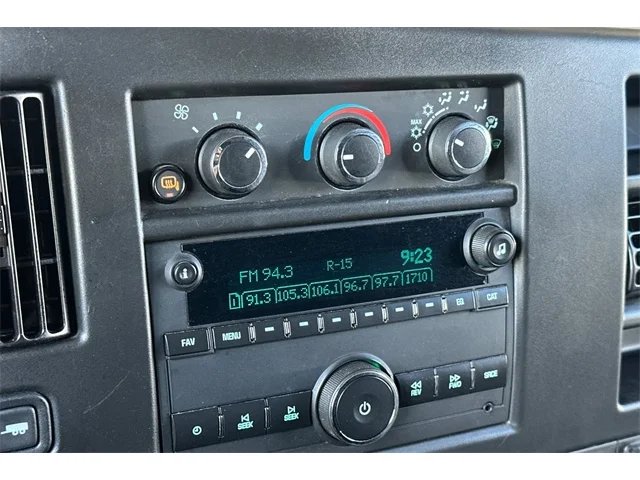 MAX
FM 94.3 R-15 9:23
1 91.3 105.3 106.1 96.7 97.7 1710
FAV MENU EQ CAT
SEEK SEEK REV FWD SRCE